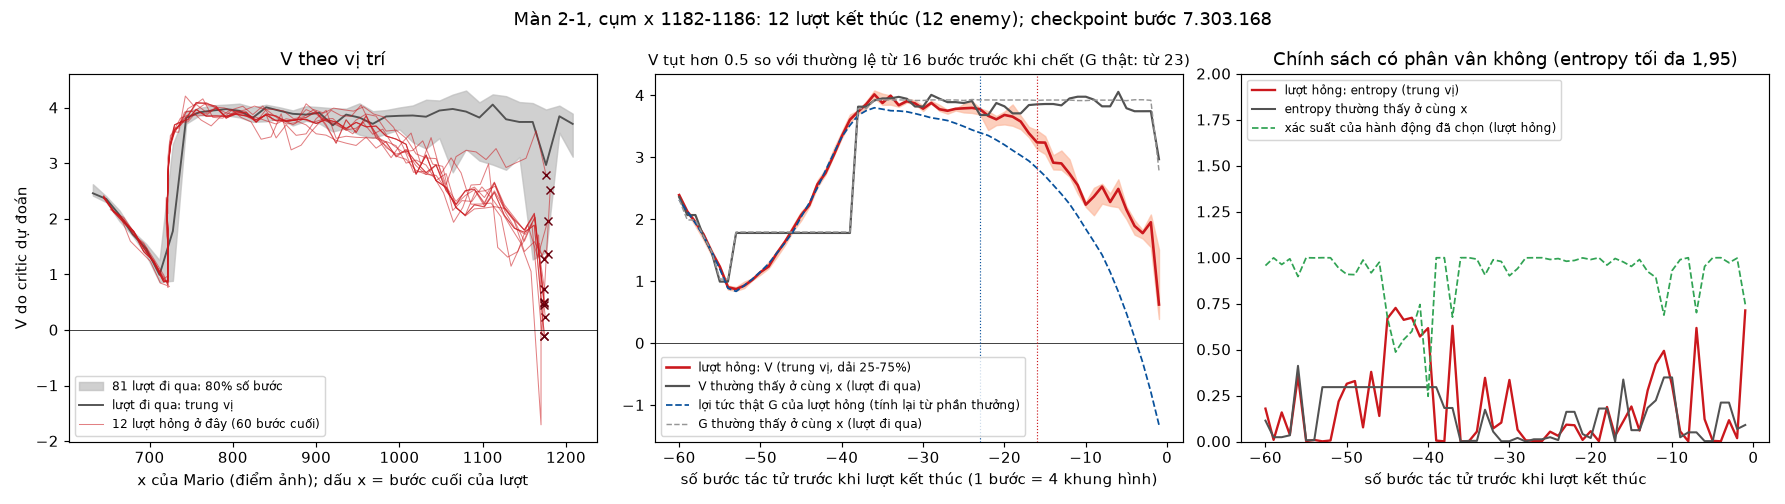 Màn 2-1, cụm x 1182-1186: 12 lượt kết thúc (12 enemy); checkpoint bước 7.303.168
V theo vị trí
V do critic dự đoán
4
3
2
1
0
−1
−2
81 lượt đi qua: 80% số bước
lượt đi qua: trung vị
12 lượt hỏng ở đây (60 bước cuối)
700
800
900
1000
1100
1200
x của Mario (điểm ảnh); dấu x = bước cuối của lượt
V tụt hơn 0.5 so với thường lệ từ 16 bước trước khi chết (G thật: từ 23)
4
3
2
1
0
−1
lượt hỏng: V (trung vị, dải 25-75%)
V thường thấy ở cùng x (lượt đi qua)
lợi tức thật G của lượt hỏng (tính lại từ phần thưởng)
G thường thấy ở cùng x (lượt đi qua)
−60
−50
−40
−30
−20
−10
0
số bước tác tử trước khi lượt kết thúc (1 bước = 4 khung hình)
Chính sách có phân vân không (entropy tối đa 1,95)
2.00
1.75
1.50
1.25
1.00
0.75
0.50
0.25
0.00
lượt hỏng: entropy (trung vị)
entropy thường thấy ở cùng x
xác suất của hành động đã chọn (lượt hỏng)
−60
−50
−40
−30
−20
−10
0
số bước tác tử trước khi lượt kết thúc